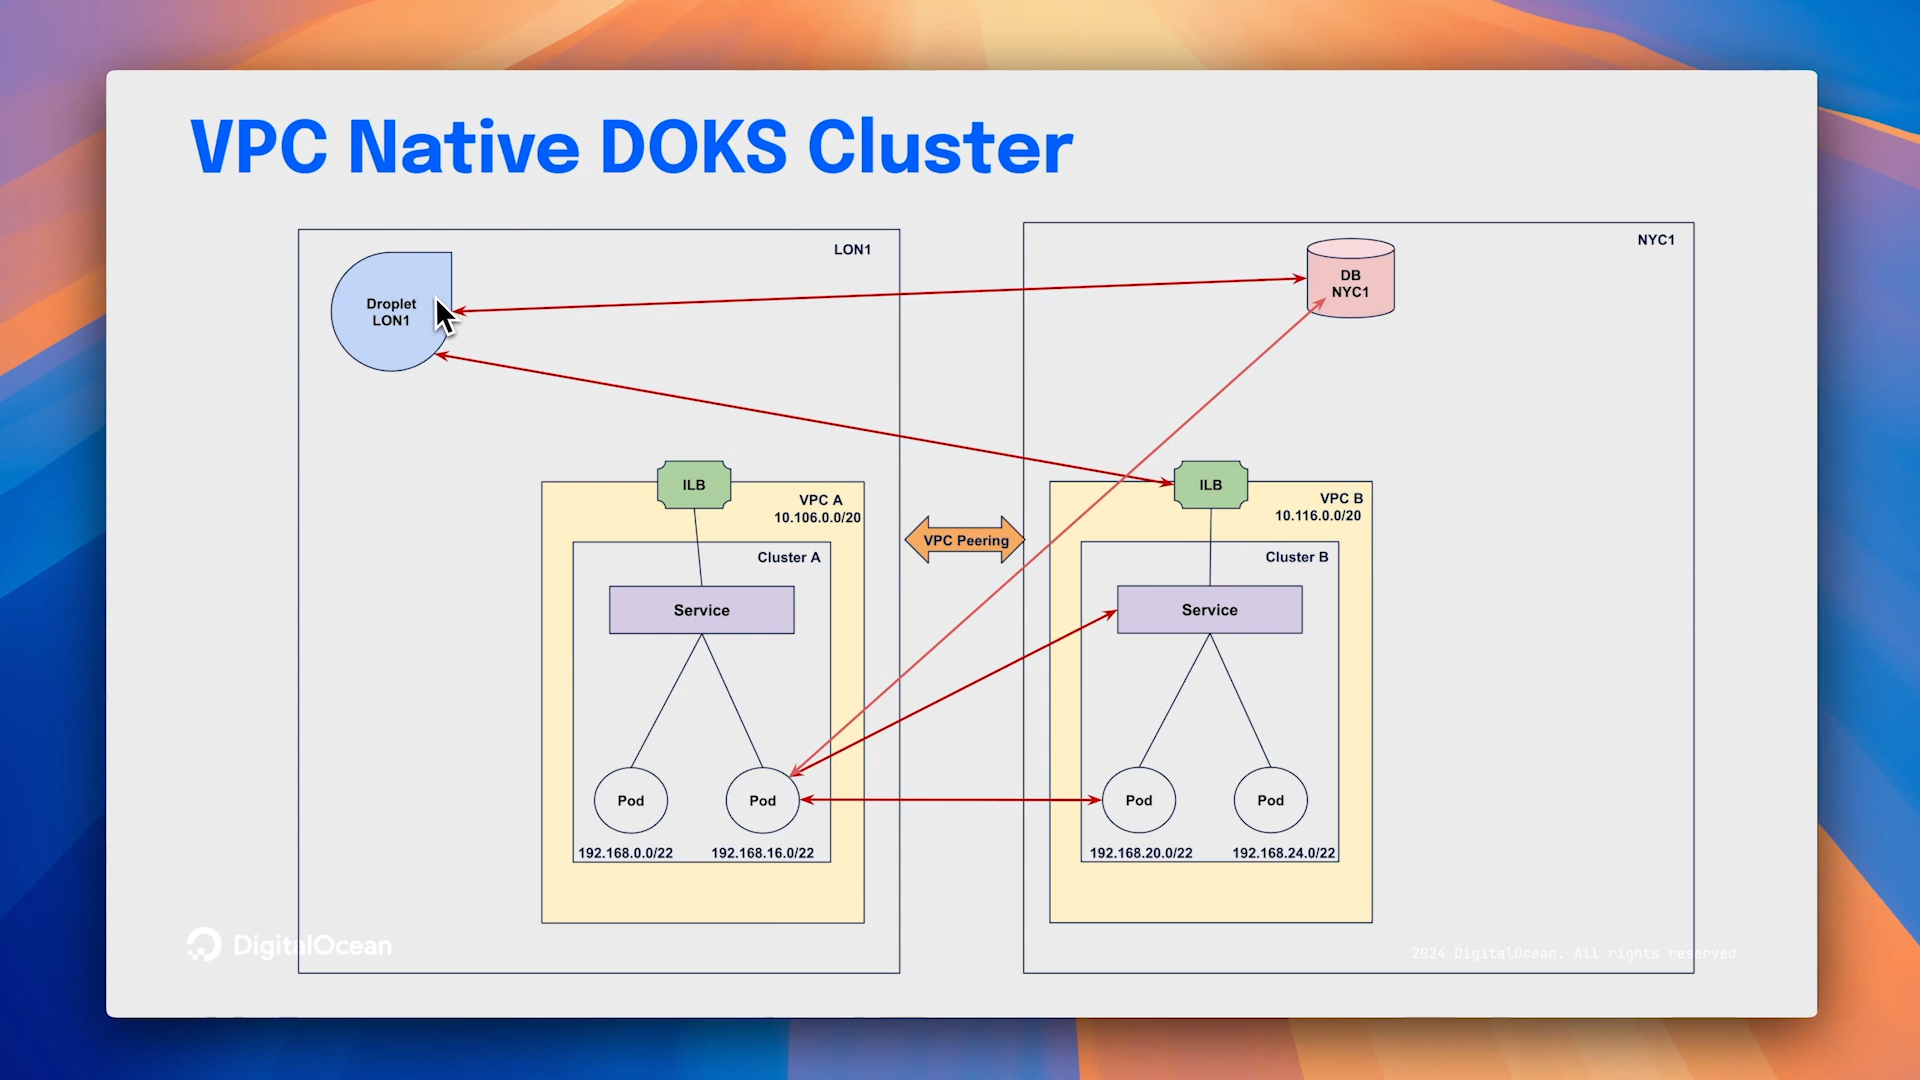 VPC Native DOKS Cluster
LON1
Droplet
LON1
NYC1
DB
NYC1
ILB
VPC A
10.106.0.0/20
Cluster A
Service
Pod
Pod
192.168.0.0/22
192.168.16.0/22
VPC Peering
ILB
VPC B
10.116.0.0/20
Cluster B
Service
Pod
Pod
192.168.20.0/22
192.168.24.0/22
DigitalOcean
2024 DigitalOcean. All rights reserved